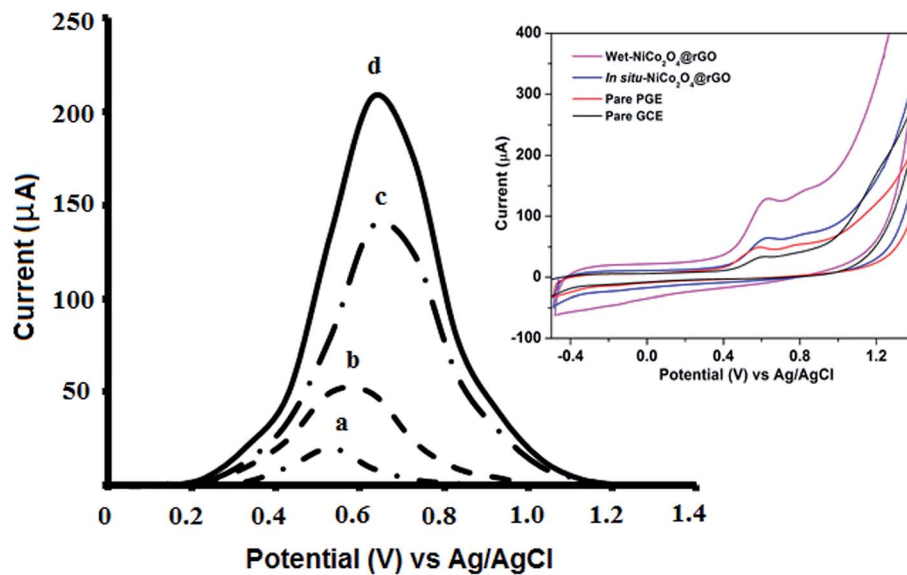 250
200
150
100
50
Current (µA)
d
c
b
a
0 0.2 0.4 0.6 0.8 1.0 1.2 1.4
Potential (V) vs Ag/AgCl
400
300
200
100
0
-100
Current (µA)
Wet-NiCo₂O₄@rGO
In situ-NiCo₂O₄@rGO
Pare PGE
Pare GCE
-0.4 0.0 0.4 0.8 1.2
Potential (V) vs Ag/AgCl